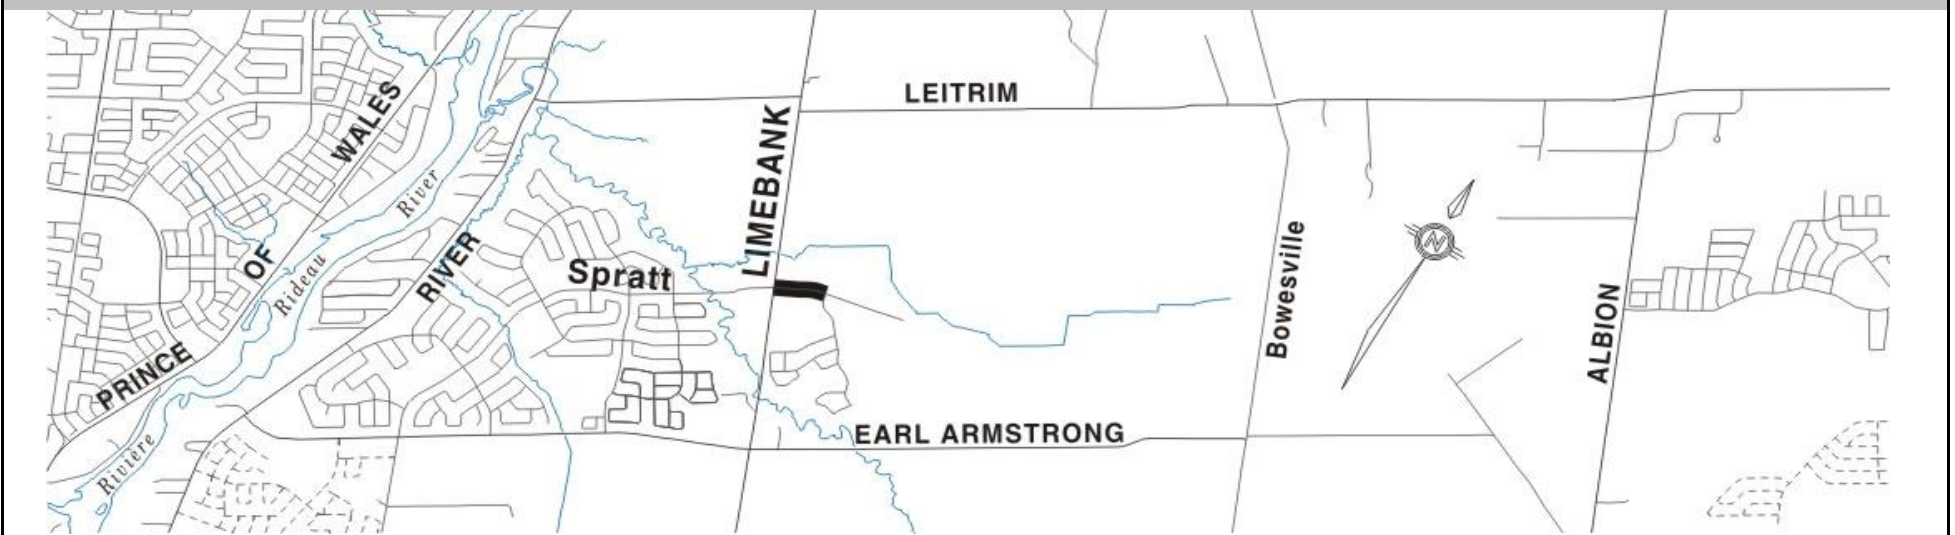 LEITRIM
PRINCE OF WALES
Rideau River
Rivière
RIVER
LIMEBANK
Spratt
Bowesville
N
ALBION
EARL ARMSTRONG